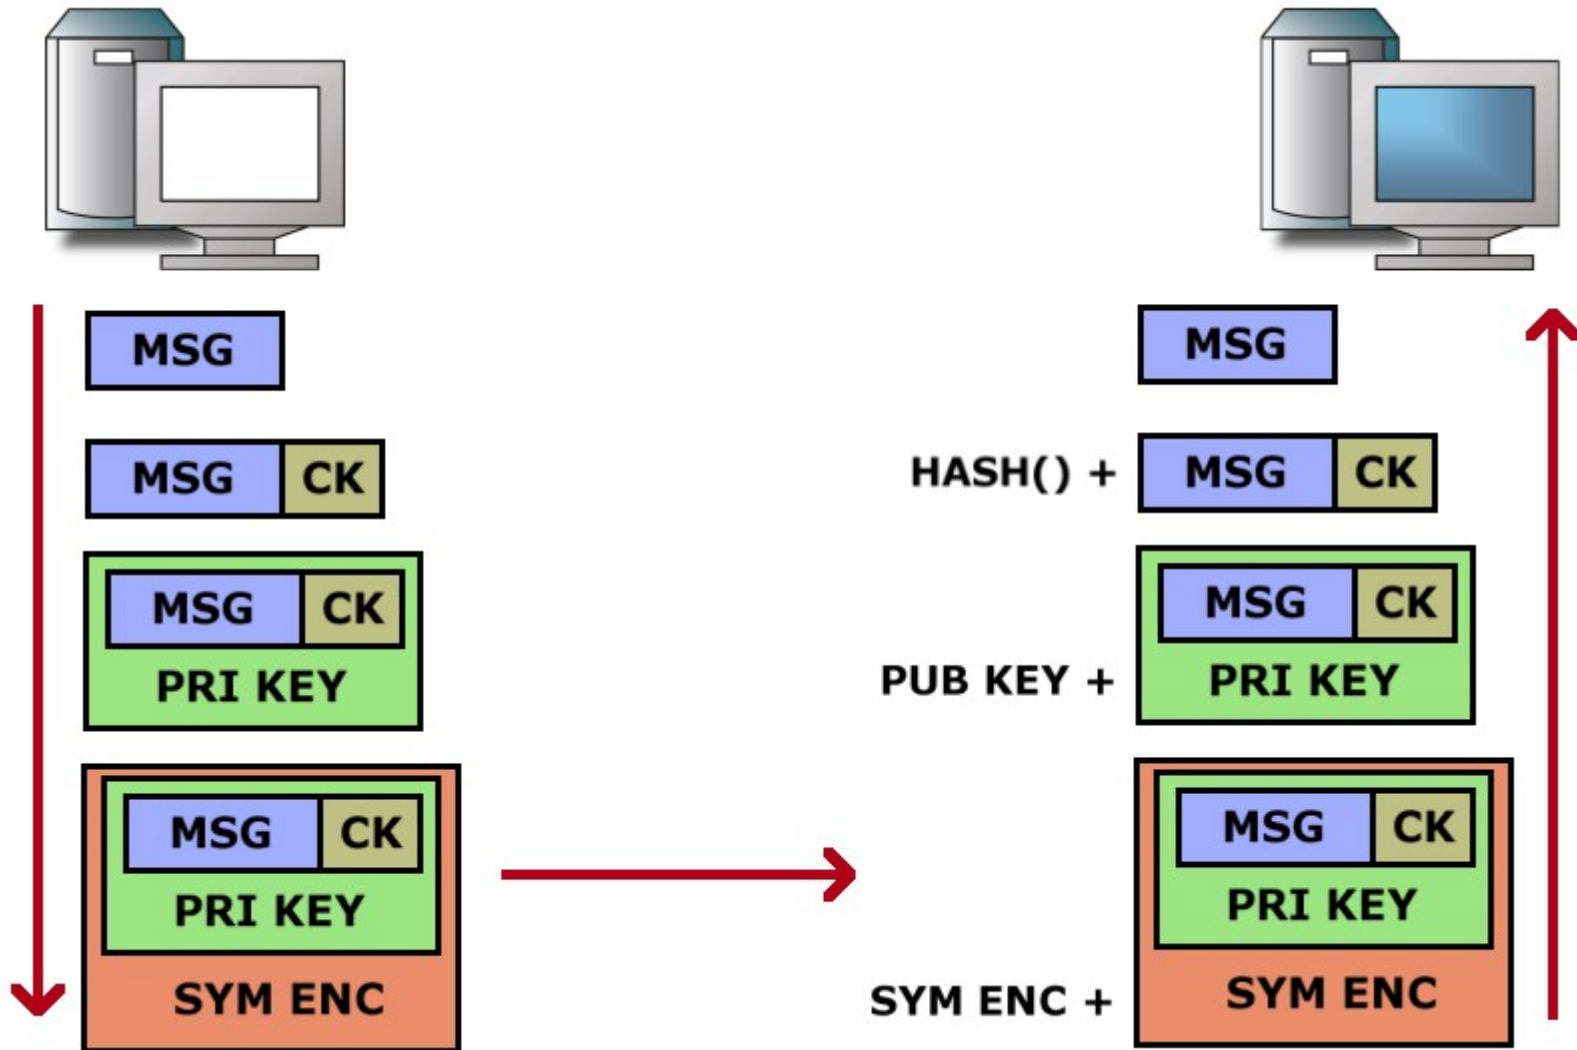 MSG
MSG CK
MSG CK
PRI KEY
MSG CK
PRI KEY
SYM ENC
MSG
HASH() + MSG CK
MSG CK
PUB KEY + PRI KEY
MSG CK
PRI KEY
SYM ENC + SYM ENC